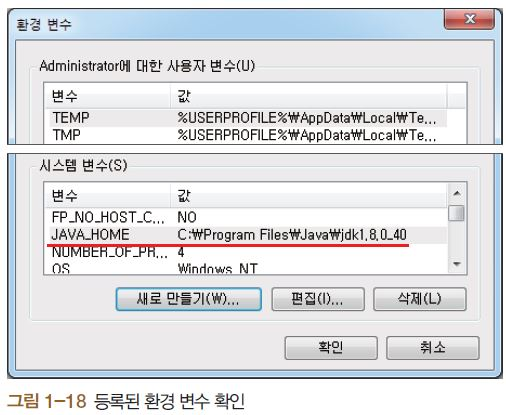 환경 변수
Administrator에 대한 사용자 변수(U)
변수 값
TEMP %USERPROFILE%₩AppData₩Local₩Te...
TMP %USERPROFILE%₩AppData₩Local₩Te...
시스템 변수(S)
변수 값
FP_NO_HOST_C... NO
JAVA_HOME C:₩Program Files₩Java₩jdk1.8.0_40
NUMBER_OF_PR... 4
OS Windows_NT
새로 만들기(W)... 편집(I)... 삭제(L)
확인 취소
그림 1-18 등록된 환경 변수 확인